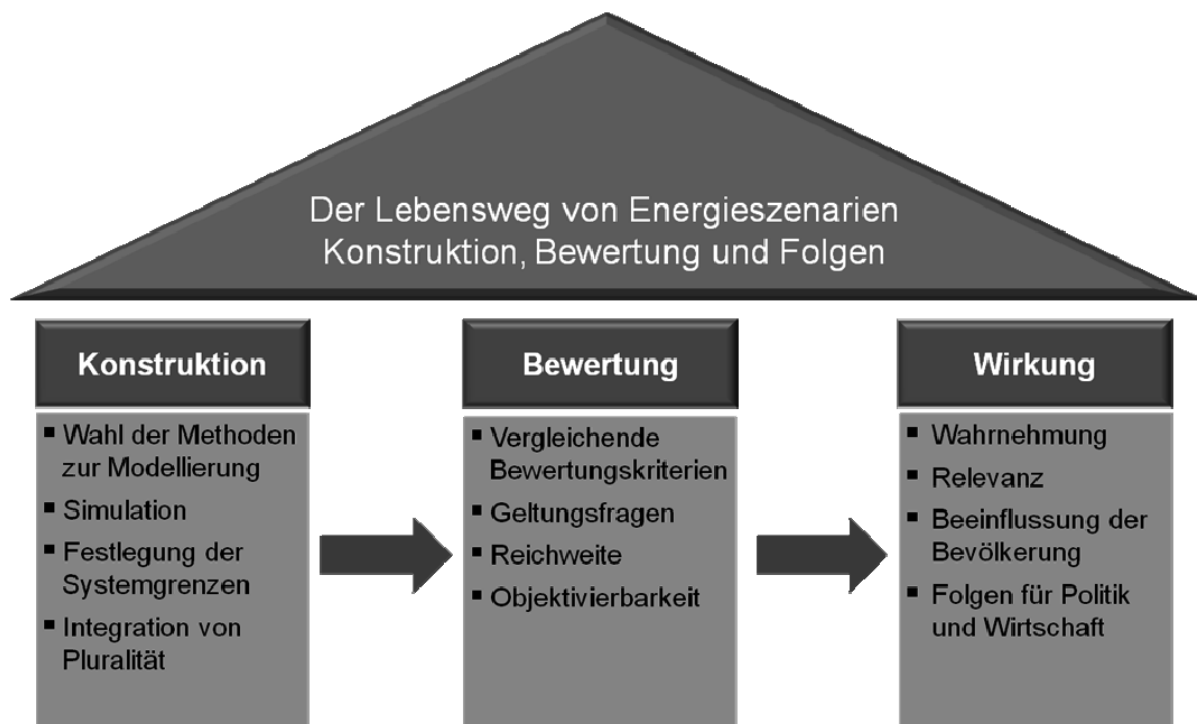 Der Lebensweg von Energieszenarien
Konstruktion, Bewertung und Folgen
Konstruktion
▪ Wahl der Methoden
zur Modellierung
▪ Simulation
▪ Festlegung der
Systemgrenzen
▪ Integration von
Pluralität
Bewertung
▪ Vergleichende
Bewertungskriterien
▪ Geltungsfragen
▪ Reichweite
▪ Objektivierbarkeit
Wirkung
▪ Wahrnehmung
▪ Relevanz
▪ Beeinflussung der
Bevölkerung
▪ Folgen für Politik
und Wirtschaft